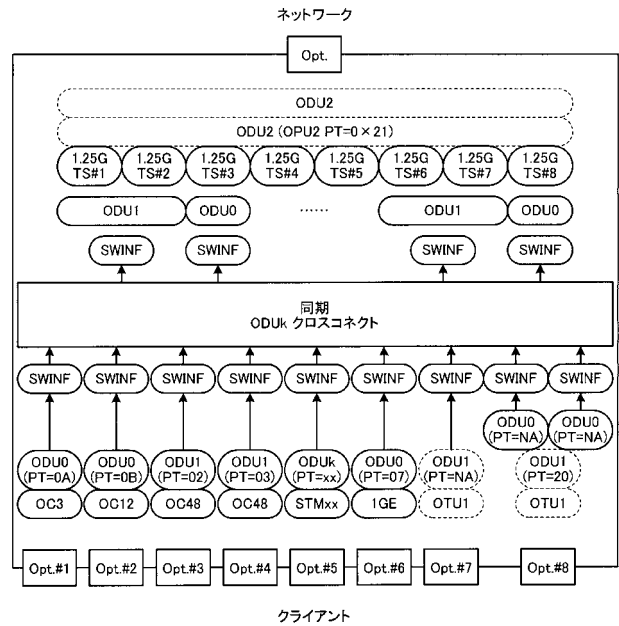 ネットワーク
Opt.
ODU2
ODU2 (OPU2 PT=0×21)
1.25G TS#1 1.25G TS#2 1.25G TS#3 1.25G TS#4 1.25G TS#5 1.25G TS#6 1.25G TS#7 1.25G TS#8
ODU1 ODU0 ...... ODU1 ODU0
SWINF SWINF SWINF SWINF
同期
ODUk クロスコネクト
SWINF SWINF SWINF SWINF SWINF SWINF SWINF SWINF SWINF
ODU0 (PT=NA) ODU0 (PT=NA)
ODU0 (PT=0A) ODU0 (PT=0B) ODU1 (PT=02) ODU1 (PT=03) ODUk (PT=xx) ODU0 (PT=07) ODU1 (PT=NA) ODU1 (PT=20)
OC3 OC12 OC48 OC48 STMxx 1GE OTU1 OTU1
Opt.#1 Opt.#2 Opt.#3 Opt.#4 Opt.#5 Opt.#6 Opt.#7 Opt.#8
クライアント